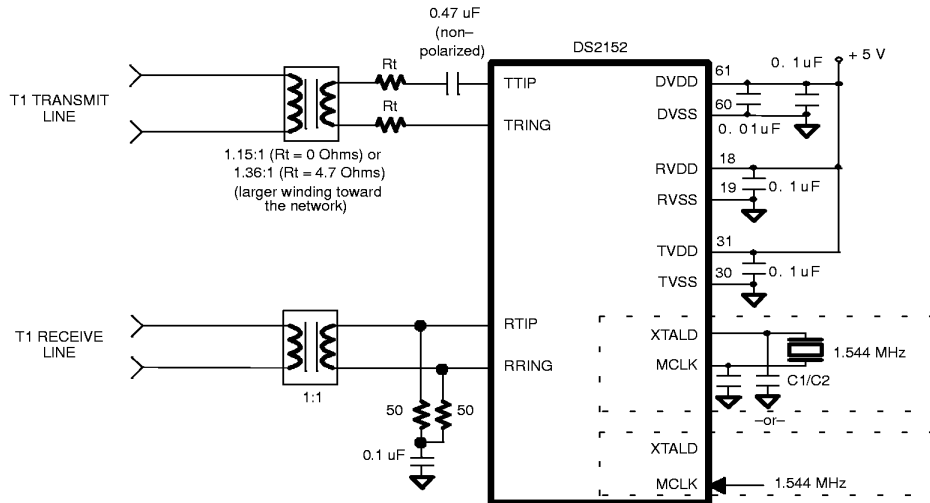 0.47 uF
(non–
polarized)
DS2152
+ 5 V
Rt
TTIP
61
0. 1uF
DVDD
T1 TRANSMIT
LINE
Rt
TRING
60
DVSS
0. 01uF
1.15:1 (Rt = 0 Ohms) or
1.36:1 (Rt = 4.7 Ohms)
(larger winding toward
the network)
18
RVDD
19
0. 1uF
RVSS
31
TVDD
30
0. 1uF
TVSS
T1 RECEIVE
LINE
RTIP
XTALD
1.544 MHz
RRING
MCLK
C1/C2
1:1
50
50
–or–
0.1 uF
XTALD
MCLK
1.544 MHz